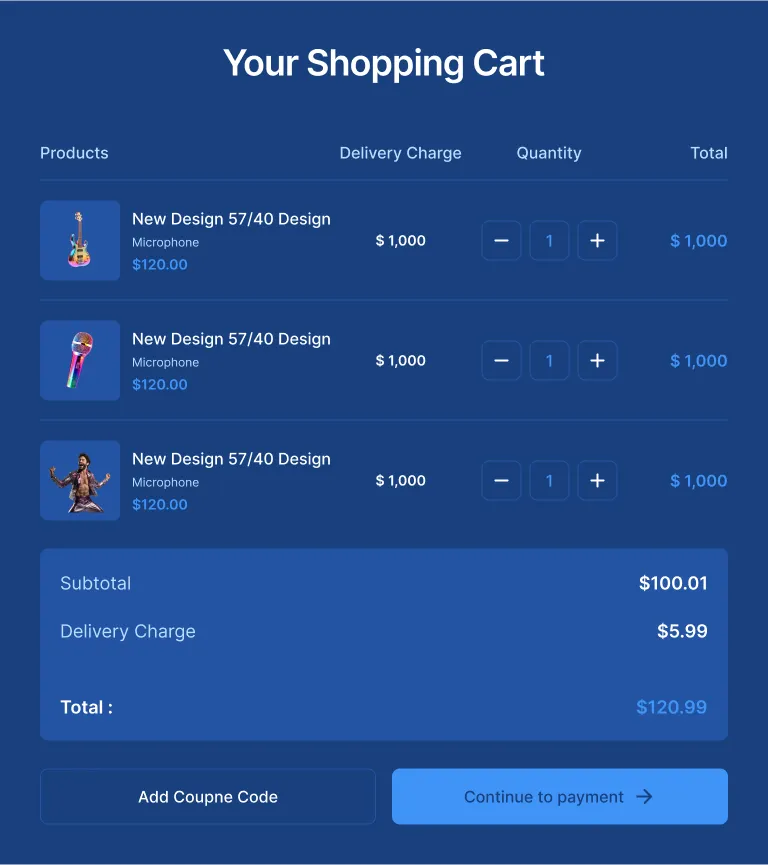 Your Shopping Cart
Products Delivery Charge Quantity Total
New Design 57/40 Design
Microphone
$120.00
$ 1,000 − 1 + $ 1,000
New Design 57/40 Design
Microphone
$120.00
$ 1,000 − 1 + $ 1,000
New Design 57/40 Design
Microphone
$120.00
$ 1,000 − 1 + $ 1,000
Subtotal $100.01
Delivery Charge $5.99
Total : $120.99
Add Coupne Code
Continue to payment →